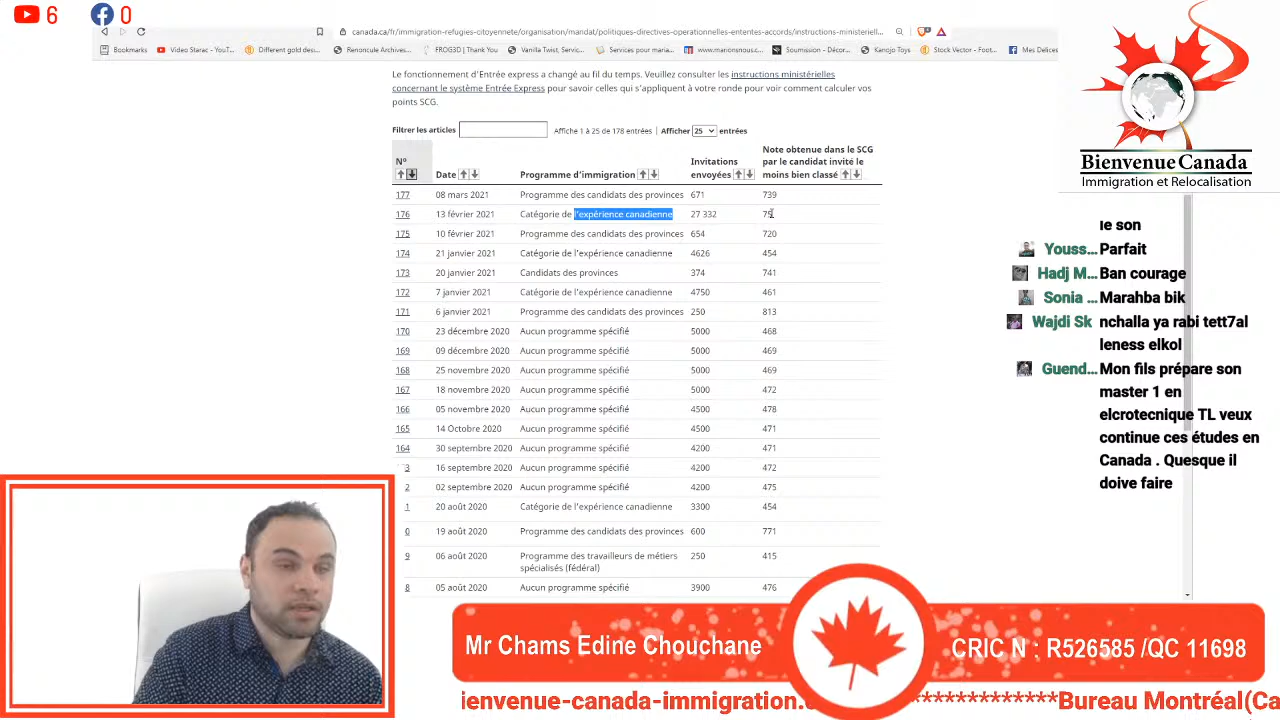 6
0
canada.ca/fr/immigration-refugies-citoyennete/organisation/mandat/politiques-directives-operationnelles-ententes-accords/instructions-ministeriell...
Bookmarks
Video Starac - YouT...
Different gold des...
Renoncule Archives...
FROG3D | Thank You
Vanilla Twist, Servic...
Services pour maria...
www.marionsnous.c...
Soumission - Décor...
Kanojo Toys
Stock Vector - Foot...
Mes Delices
Le fonctionnement d'Entrée express a changé au fil du temps. Veuillez consulter les instructions ministérielles
concernant le système Entrée Express pour savoir celles qui s'appliquent à votre ronde pour voir comment calculer vos
points SCG.
Filtrer les articles Affiche 1 à 25 de 178 entrées | Afficher 25 entrées
Nº Date Programme d'immigration Invitations envoyées Note obtenue dans le SCG par le candidat invité le moins bien classé
177 08 mars 2021 Programme des candidats des provinces 671 739
176 13 février 2021 Catégorie de l'expérience canadienne 27 332
175 10 février 2021 Programme des candidats des provinces 654 720
174 21 janvier 2021 Catégorie de l'expérience canadienne 4626 454
173 20 janvier 2021 Candidats des provinces 374 741
172 7 janvier 2021 Catégorie de l'expérience canadienne 4750 461
171 6 janvier 2021 Programme des candidats des provinces 250 813
170 23 décembre 2020 Aucun programme spécifié 5000 468
169 09 décembre 2020 Aucun programme spécifié 5000 469
168 25 novembre 2020 Aucun programme spécifié 5000 469
167 18 novembre 2020 Aucun programme spécifié 5000 472
166 05 novembre 2020 Aucun programme spécifié 4500 478
165 14 Octobre 2020 Aucun programme spécifié 4500 471
164 30 septembre 2020 Aucun programme spécifié 4200 471
3 16 septembre 2020 Aucun programme spécifié 4200 472
2 02 septembre 2020 Aucun programme spécifié 4200 475
1 20 août 2020 Catégorie de l'expérience canadienne 3300 454
0 19 août 2020 Programme des candidats des provinces 600 771
9 06 août 2020 Programme des travailleurs de métiers spécialisés (fédéral) 250 415
8 05 août 2020 Aucun programme spécifié 3900 476
Bienvenue Canada
Immigration et Relocalisation
le son
Youss... Parfait
Hadj M... Ban courage
Sonia ... Marahba bik
Wajdi Sk nchalla ya rabi tett7al
leness elkol
Guend... Mon fils prépare son
master 1 en
elcrotecnique TL veux
continue ces études en
Canada . Quesque il
doive faire
Mr Chams Edine Chouchane
CRIC N : R526585 /QC 11698
ienvenue-canada-immigration.
**************Bureau Montréal(Ca